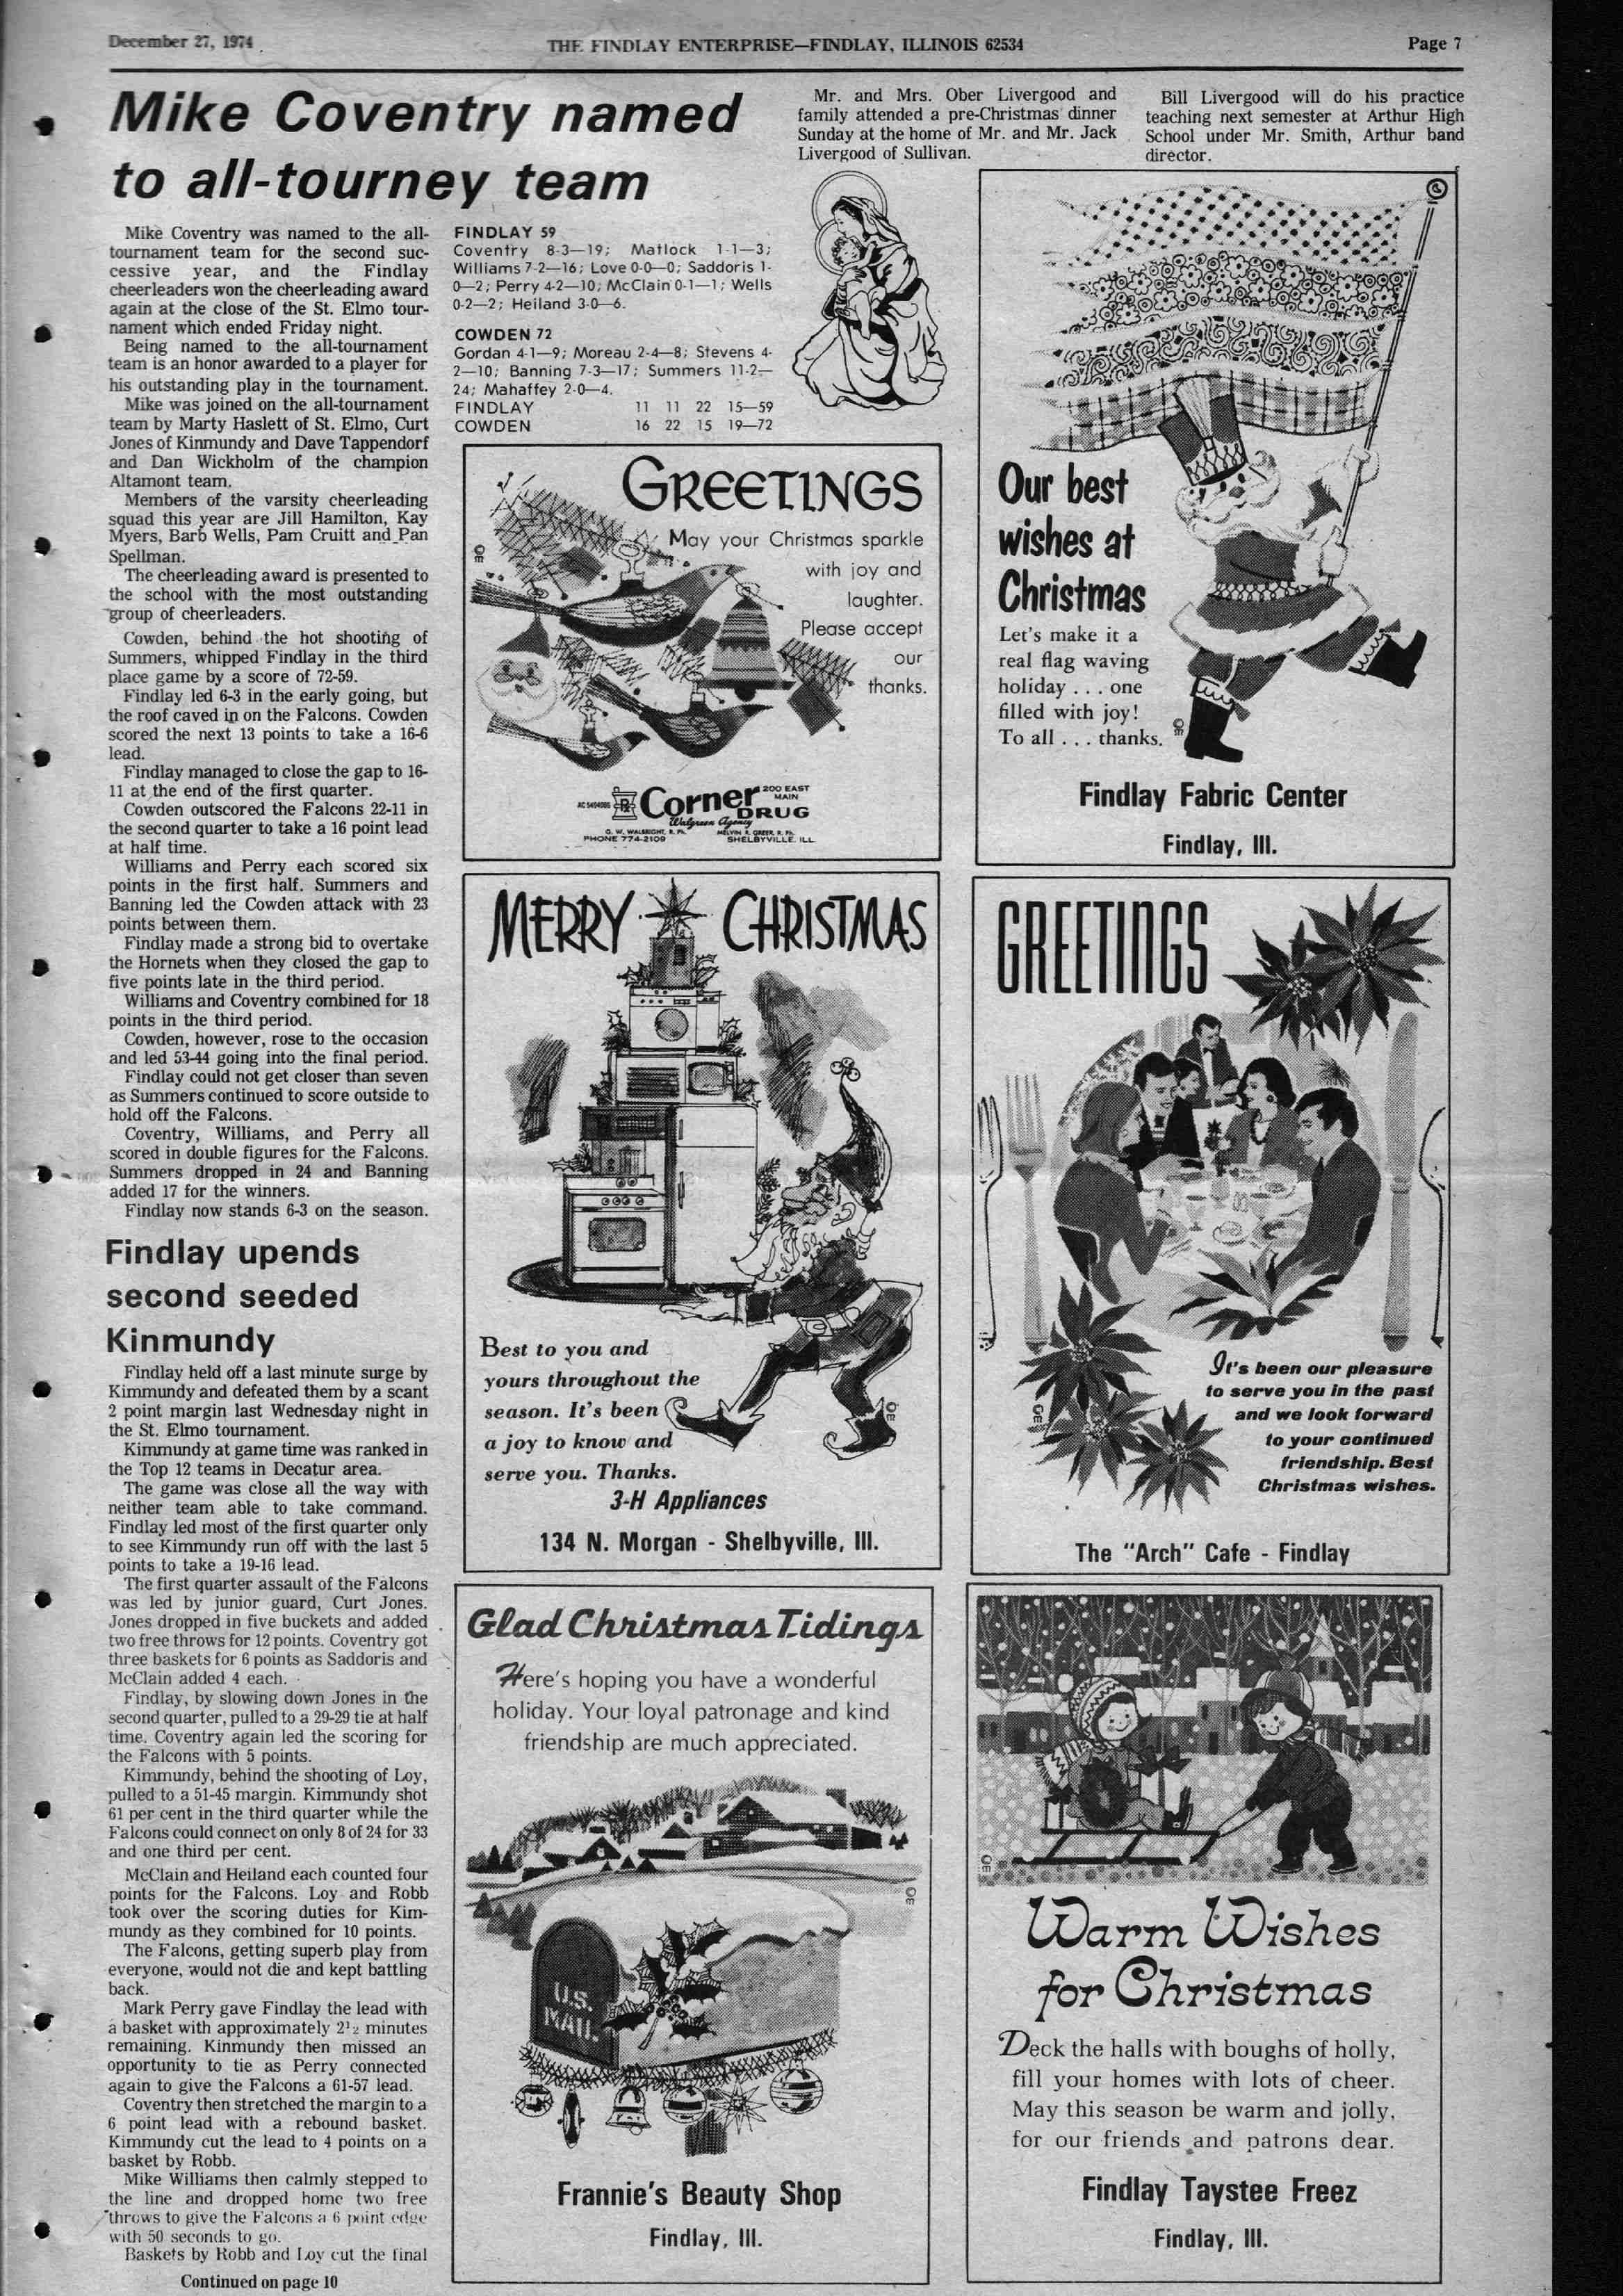 December 27, 1974
THE FINDLAY ENTERPRISE—FINDLAY, ILLINOIS 62534
Page 7
Mike Coventry named
to all-tourney team
Mike Coventry was named to the all-
tournament team for the second suc-
cessive year, and the Findlay
cheerleaders won the cheerleading award
again at the close of the St. Elmo tour-
nament which ended Friday night.
Being named to the all-tournament
team is an honor awarded to a player for
his outstanding play in the tournament.
Mike was joined on the all-tournament
team by Marty Haslett of St. Elmo, Curt
Jones of Kinmundy and Dave Tappendorf
and Dan Wickholm of the champion
Altamont team.
Members of the varsity cheerleading
squad this year are Jill Hamilton, Kay
Myers, Barb Wells, Pam Cruitt and Pan
Spellman.
The cheerleading award is presented to
the school with the most outstanding
group of cheerleaders.
Cowden, behind the hot shooting of
Summers, whipped Findlay in the third
place game by a score of 72-59.
Findlay led 6-3 in the early going, but
the roof caved in on the Falcons. Cowden
scored the next 13 points to take a 16-6
lead.
Findlay managed to close the gap to 16-
11 at the end of the first quarter.
Cowden outscored the Falcons 22-11 in
the second quarter to take a 16 point lead
at half time.
Williams and Perry each scored six
points in the first half. Summers and
Banning led the Cowden attack with 23
points between them.
Findlay made a strong bid to overtake
the Hornets when they closed the gap to
five points late in the third period.
Williams and Coventry combined for 18
points in the third period.
Cowden, however, rose to the occasion
and led 53-44 going into the final period.
Findlay could not get closer than seven
as Summers continued to score outside to
hold off the Falcons.
Coventry, Williams, and Perry all
scored in double figures for the Falcons.
Summers dropped in 24 and Banning
added 17 for the winners.
Findlay now stands 6-3 on the season.
FINDLAY 59
Coventry 8-3—19; Matlock 1-1—3;
Williams 7-2—16; Love 0-0—0; Saddoris 1-
0—2; Perry 4-2—10; McClain 0-1—1; Wells
0-2—2; Heiland 3-0—6.
COWDEN 72
Gordan 4-1—9; Moreau 2-4—8; Stevens 4-
2—10; Banning 7-3—17; Summers 11-2—
24; Mahaffey 2-0—4.
FINDLAY 11 11 22 15—59
COWDEN 16 22 15 19—72
Findlay upends
second seeded
Kinmundy
Findlay held off a last minute surge by
Kimmundy and defeated them by a scant
2 point margin last Wednesday night in
the St. Elmo tournament.
Kimmundy at game time was ranked in
the Top 12 teams in Decatur area.
The game was close all the way with
neither team able to take command.
Findlay led most of the first quarter only
to see Kimmundy run off with the last 5
points to take a 19-16 lead.
The first quarter assault of the Falcons
was led by junior guard, Curt Jones.
Jones dropped in five buckets and added
two free throws for 12 points. Coventry got
three baskets for 6 points as Saddoris and
McClain added 4 each.
Findlay, by slowing down Jones in the
second quarter, pulled to a 29-29 tie at half
time. Coventry again led the scoring for
the Falcons with 5 points.
Kimmundy, behind the shooting of Loy,
pulled to a 51-45 margin. Kimmundy shot
61 per cent in the third quarter while the
Falcons could connect on only 8 of 24 for 33
and one third per cent.
McClain and Heiland each counted four
points for the Falcons. Loy and Robb
took over the scoring duties for Kim-
mundy as they combined for 10 points.
The Falcons, getting superb play from
everyone, would not die and kept battling
back.
Mark Perry gave Findlay the lead with
a basket with approximately 2½ minutes
remaining. Kinmundy then missed an
opportunity to tie as Perry connected
again to give the Falcons a 61-57 lead.
Coventry then stretched the margin to a
6 point lead with a rebound basket.
Kimmundy cut the lead to 4 points on a
basket by Robb.
Mike Williams then calmly stepped to
the line and dropped home two free
throws to give the Falcons a 6 point edge
with 50 seconds to go.
Baskets by Robb and Loy cut the final
Continued on page 10
Mr. and Mrs. Ober Livergood and
family attended a pre-Christmas dinner
Sunday at the home of Mr. and Mr. Jack
Livergood of Sullivan.
Bill Livergood will do his practice
teaching next semester at Arthur High
School under Mr. Smith, Arthur band
director.
GREETINGS
May your Christmas sparkle
with joy and
laughter.
Please accept
our
thanks.
Corner
DRUG
200 EAST
MAIN
Walgreen Agency
G. W. WALBRIGHT, R. Ph.
MELVIN R. GREER, R. Ph.
PHONE 774-2109
SHELBYVILLE, ILL.
Our best
wishes at
Christmas
Let's make it a
real flag waving
holiday . . . one
filled with joy!
To all . . . thanks.
Findlay Fabric Center
Findlay, Ill.
MERRY CHRISTMAS
Best to you and
yours throughout the
season. It's been
a joy to know and
serve you. Thanks.
3-H Appliances
134 N. Morgan - Shelbyville, Ill.
GREETINGS
It's been our pleasure
to serve you in the past
and we look forward
to your continued
friendship. Best
Christmas wishes.
The "Arch" Cafe - Findlay
Glad Christmas Tidings
Here's hoping you have a wonderful
holiday. Your loyal patronage and kind
friendship are much appreciated.
U.S.
MAIL
Frannie's Beauty Shop
Findlay, Ill.
Warm Wishes
for Christmas
Deck the halls with boughs of holly,
fill your homes with lots of cheer.
May this season be warm and jolly,
for our friends and patrons dear.
Findlay Taystee Freez
Findlay, Ill.